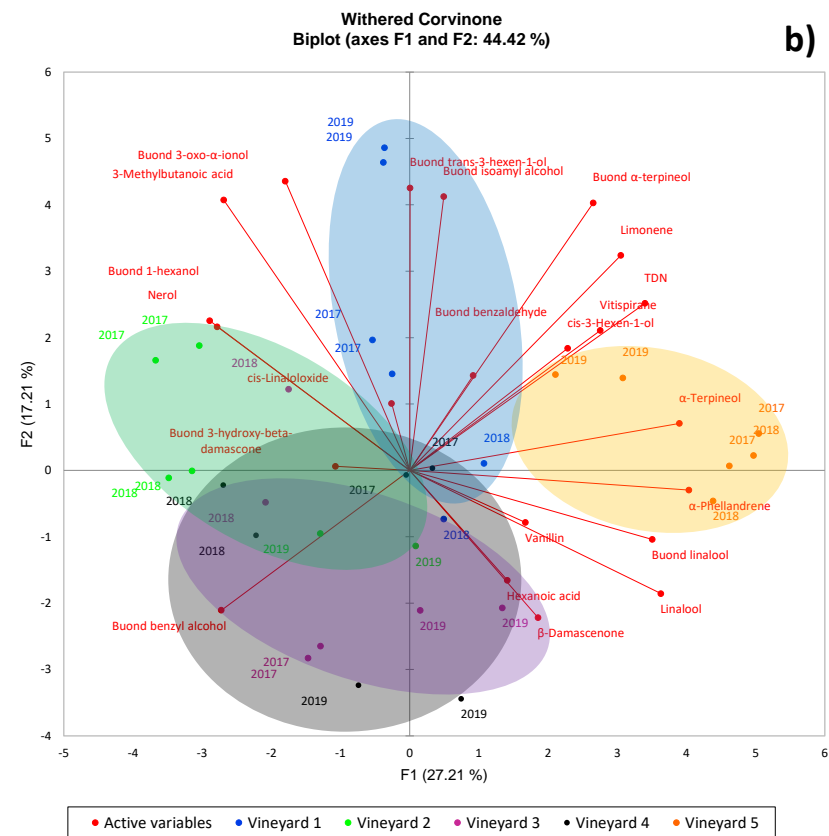 Withered Corvinone
Biplot (axes F1 and F2: 44.42 %)
b)
6
2019
5
2019
Buond 3-oxo-α-ionol
Buond trans-3-hexen-1-ol
3-Methylbutanoic acid
Buond isoamyl alcohol
Buond α-terpineol
4
Limonene
3
Buond 1-hexanol
TDN
Nerol
Vitispirane
2017
2017
2017
Buond benzaldehyde
cis-3-Hexen-1-ol
2
2017
2018
2019
2019
cis-Linaloloxide
1
α-Terpineol
2017
Buond 3-hydroxy-beta-
damascone
2017
2018
2018
2017
0
2018
2018
2018
2017
α-Phellandrene
2018
2018
2018
Vanillin
-1
2018
2019
2019
Buond linalool
Hexanoic acid
Linalool
-2
Buond benzyl alcohol
2019
2019
β-Damascenone
2017
2017
-3
2019
2019
-4
-5
-4
-3
-2
-1
0
1
2
3
4
5
6
F2 (17.21 %)
F1 (27.21 %)
Active variables
Vineyard 1
Vineyard 2
Vineyard 3
Vineyard 4
Vineyard 5